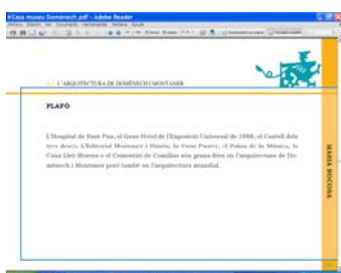 Casa museu Domènech.pdf - Adobe Reader
L'ARQUITECTURA DE DOMÈNECH I MONTANER
PLAFÓ
L'Hospital de Sant Pau, el Gran Hotel de l'Exposició Universal de 1888, el Castell dels
tres dracs, L'Editorial Montaner i Simón, la Casa Fuster, el Palau de la Música, la
Casa Lleó Morera o el Cementiri de Comillas són grans fites en l'arquitectura de Do-
mènech i Montaner però també en l'arquitectura mundial.
MARIA BOCOSA